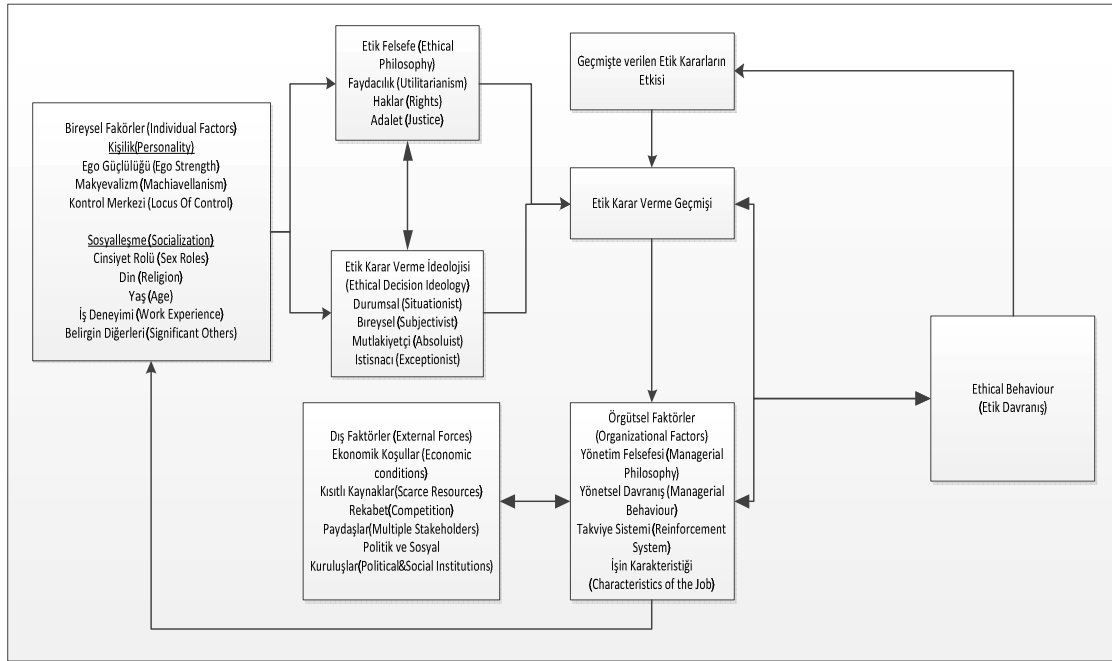 Bireysel Fakörler (Individual Factors)
Kişilik(Personality)
Ego Güçlülüğü (Ego Strength)
Makyevalizm (Machiavellanism)
Kontrol Merkezi (Locus Of Control)
Sosyalleşme (Socialization)
Cinsiyet Rolü (Sex Roles)
Din (Religion)
Yaş (Age)
İş Deneyimi (Work Experience)
Belirgin Diğerleri (Significant Others)
Etik Felsefe (Ethical
Philosophy)
Faydacılık (Utilitarianism)
Haklar (Rights)
Adalet (Justice)
Etik Karar Verme İdeolojisi
(Ethical Decision Ideology)
Durumsal (Situationist)
Bıreysel (Subjectivist)
Mutlakiyetçi (Absoluist)
Istisnacı (Exceptionist)
Geçmişte verilen Etik Kararların
Etkisi
Etik Karar Verme Geçmişi
Dış Faktörler (External Forces)
Ekonomik Koşullar (Economic
conditions)
Kısıtlı Kaynaklar(Scarce Resources)
Rekabet(Competition)
Paydaşlar(Multiple Stakeholders)
Politik ve Sosyal
Kuruluşlar(Political&Social Institutions)
Örgütsel Faktörler
(Organizational Factors)
Yönetim Felsefesi (Managerial
Philosophy)
Yönetsel Davranış (Managerial
Behaviour)
Takviye Sistemi (Reinforcement
System)
İşin Karakteristiği
(Characteristics of the Job)
Ethical Behaviour
(Etik Davranış)